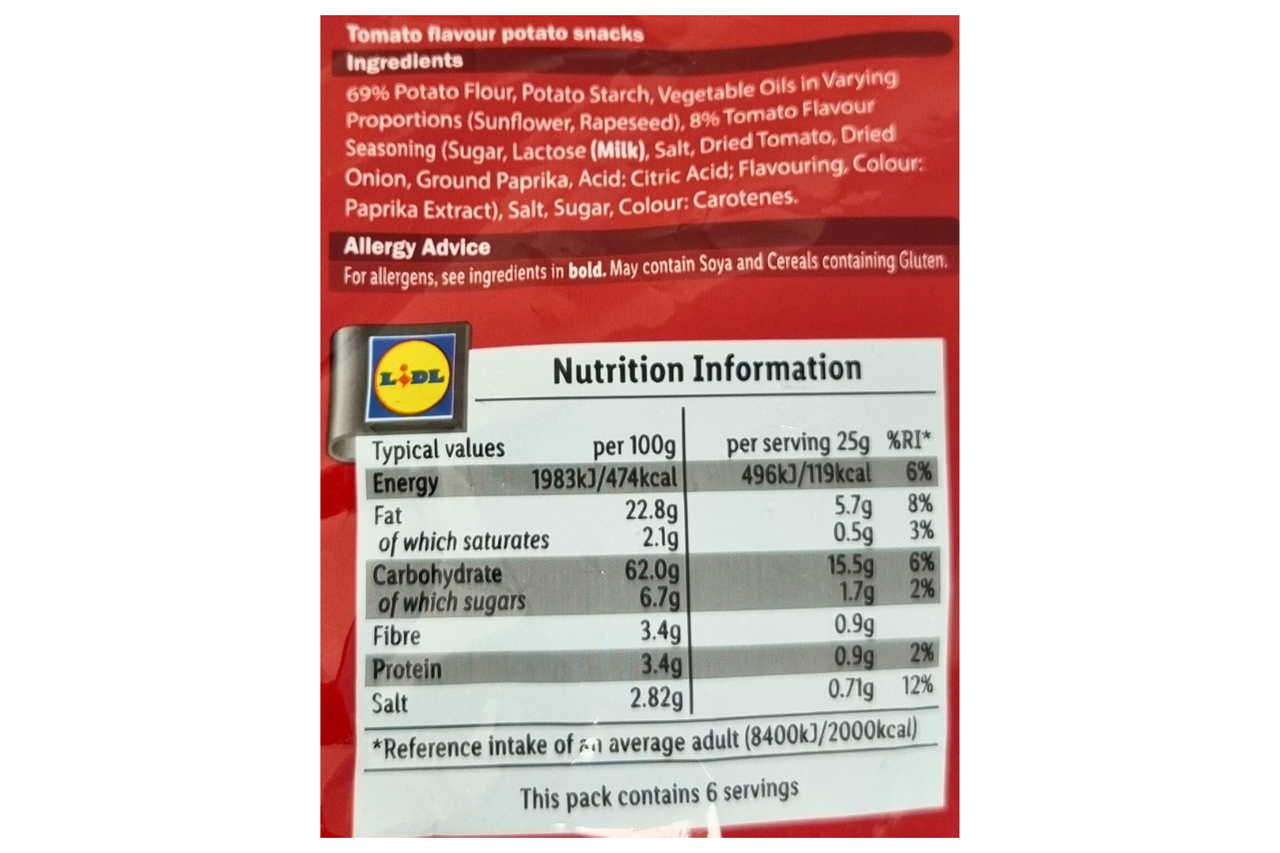 Tomato flavour potato snacks
Ingredients
69% Potato Flour, Potato Starch, Vegetable Oils in Varying
Proportions (Sunflower, Rapeseed), 8% Tomato Flavour
Seasoning (Sugar, Lactose (Milk), Salt, Dried Tomato, Dried
Onion, Ground Paprika, Acid: Citric Acid; Flavouring, Colour:
Paprika Extract), Salt, Sugar, Colour: Carotenes.
Allergy Advice
For allergens, see ingredients in bold. May contain Soya and Cereals containing Gluten.
LiDL
Nutrition Information
Typical values per 100g per serving 25g %RI*
Energy 1983kJ/474kcal 496kJ/119kcal 6%
Fat 22.8g 5.7g 8%
of which saturates 2.1g 0.5g 3%
Carbohydrate 62.0g 15.5g 6%
of which sugars 6.7g 1.7g 2%
Fibre 3.4g 0.9g
Protein 3.4g 0.9g 2%
Salt 2.82g 0.71g 12%
*Reference intake of an average adult (8400kJ/2000kcal)
This pack contains 6 servings